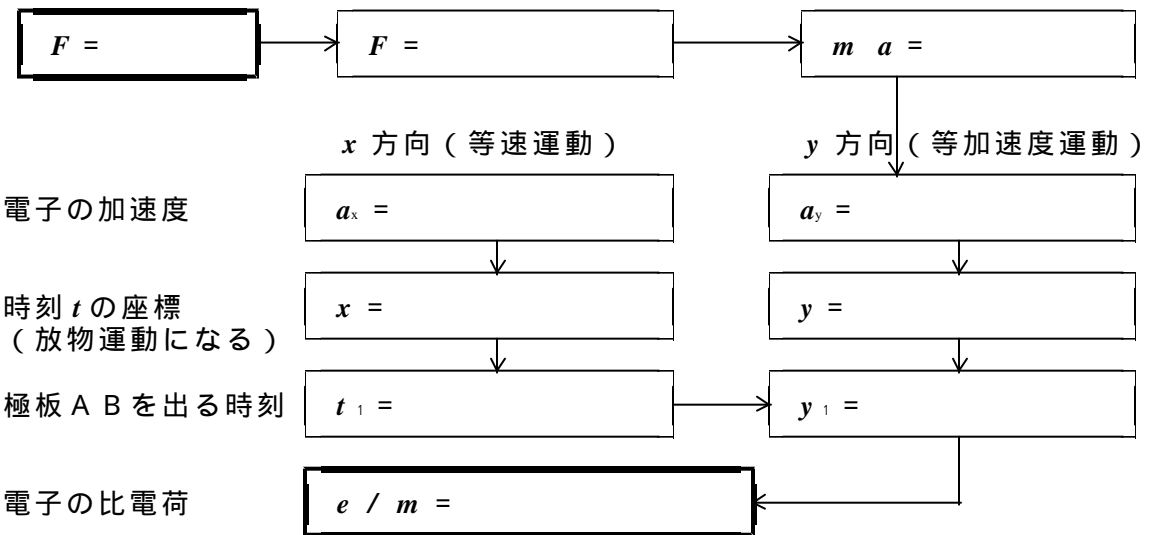 F =
F =
m a =
x 方向(等速運動)
y 方向(等加速度運動)
電子の加速度
ax =
ay =
時刻 t の座標
(放物運動になる)
x =
y =
極板ABを出る時刻
t 1 =
y 1 =
電子の比電荷
e / m =